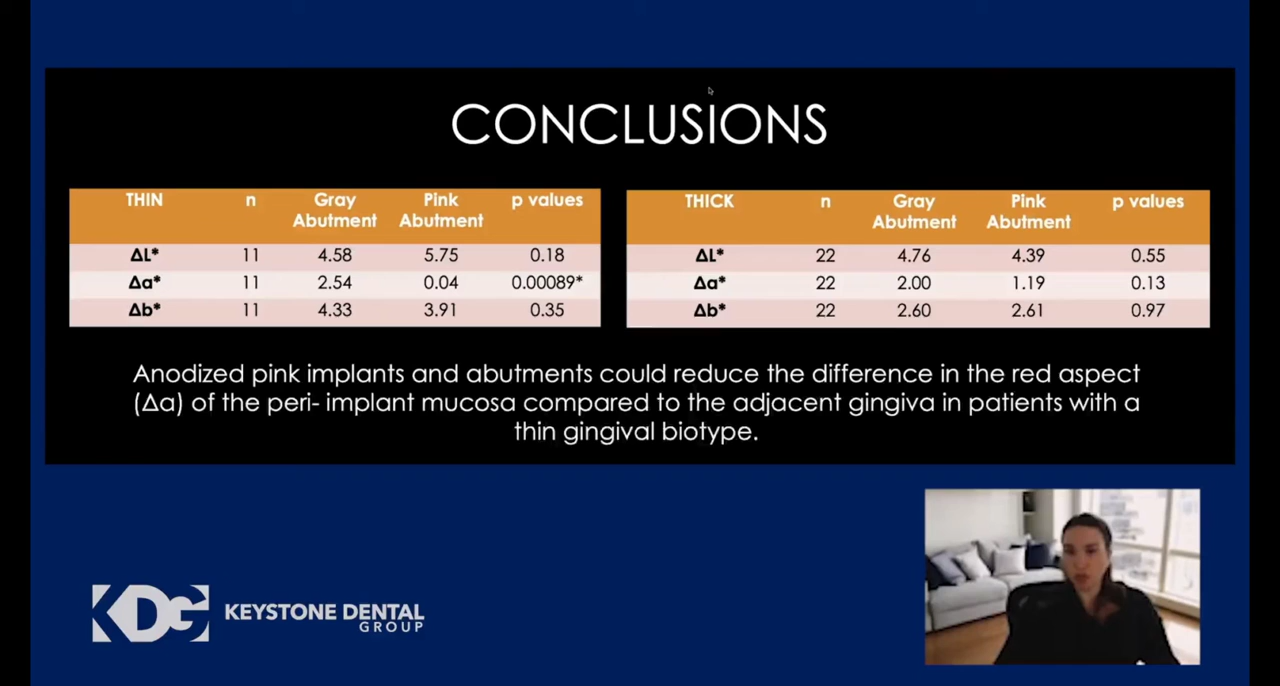 CONCLUSIONS
THIN n Gray Abutment Pink Abutment p values
ΔL* 11 4.58 5.75 0.18
Δa* 11 2.54 0.04 0.00089*
Δb* 11 4.33 3.91 0.35
THICK n Gray Abutment Pink Abutment p values
ΔL* 22 4.76 4.39 0.55
Δa* 22 2.00 1.19 0.13
Δb* 22 2.60 2.61 0.97
Anodized pink implants and abutments could reduce the difference in the red aspect
(Δa) of the peri- implant mucosa compared to the adjacent gingiva in patients with a
thin gingival biotype.
KDG KEYSTONE DENTAL
GROUP